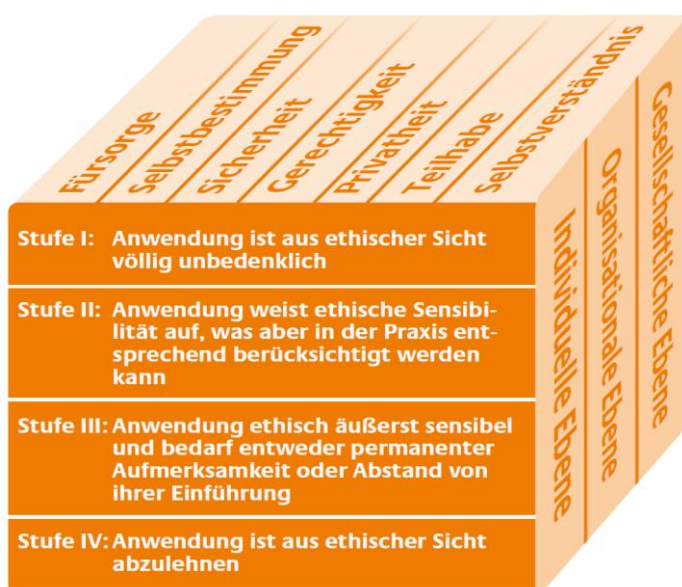 Fürsorge
Selbstbestimmung
Sicherheit
Gerechtigkeit
Privatheit
Teilhabe
Selbstverständnis
Stufe I: Anwendung ist aus ethischer Sicht
völlig unbedenklich
Stufe II: Anwendung weist ethische Sensibi-
lität auf, was aber in der Praxis ent-
sprechend berücksichtigt werden
kann
Stufe III: Anwendung ethisch äußerst sensibel
und bedarf entweder permanenter
Aufmerksamkeit oder Abstand von
ihrer Einführung
Stufe IV: Anwendung ist aus ethischer Sicht
abzulehnen
Individuelle Ebene
Organisationale Ebene
Gesellschaftliche Ebene